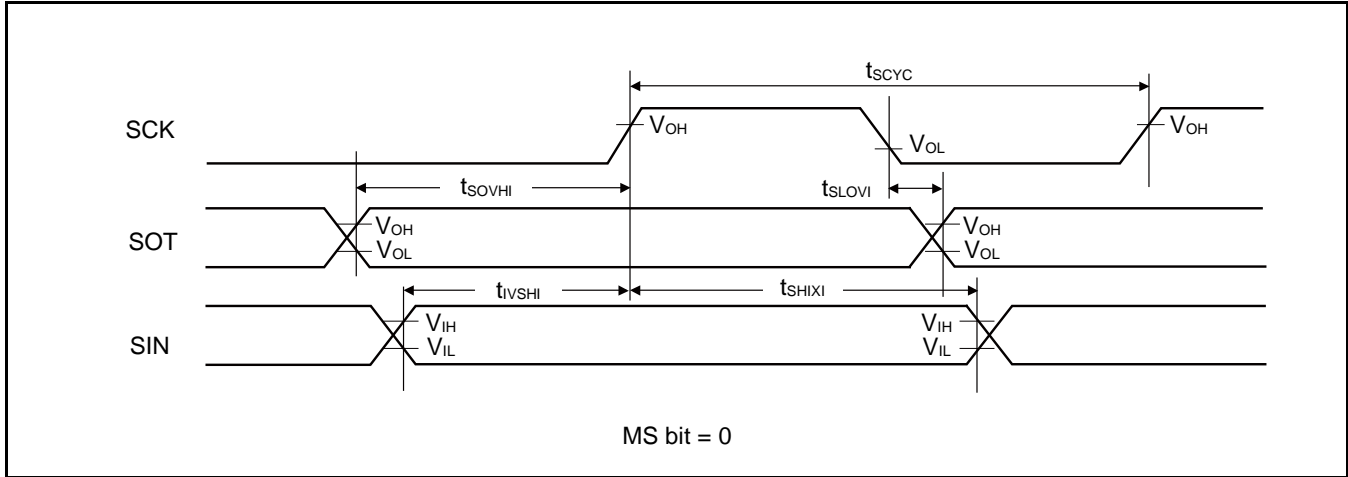 tSCYC
SCK
VOH
VOL
VOH
tSOVHI
tSLOVI
SOT
VOH
VOL
VOH
VOL
tIVSHI
tSHIXI
SIN
VIH
VIL
VIH
VIL
MS bit = 0